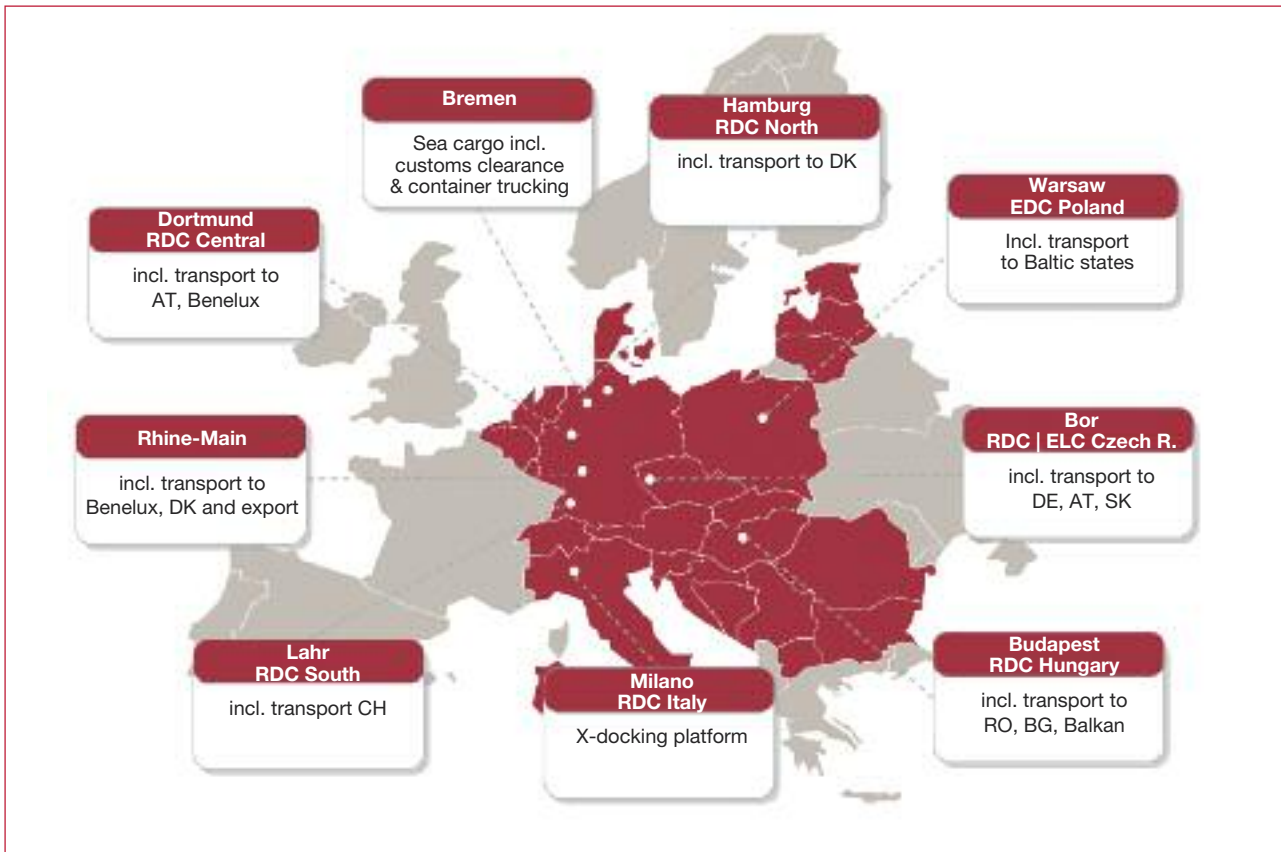 Bremen
Sea cargo incl.
customs clearance
& container trucking
Hamburg
RDC North
incl. transport to DK
Warsaw
EDC Poland
Incl. transport
to Baltic states
Dortmund
RDC Central
incl. transport to
AT, Benelux
Rhine-Main
incl. transport to
Benelux, DK and export
Bor
RDC | ELC Czech R.
incl. transport to
DE, AT, SK
Lahr
RDC South
incl. transport CH
Milano
RDC Italy
X-docking platform
Budapest
RDC Hungary
incl. transport to
RO, BG, Balkan